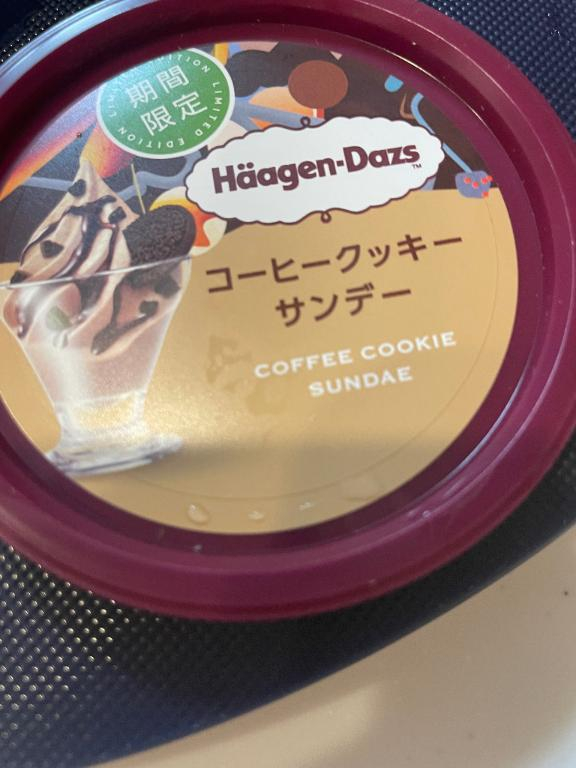 期間
限定
LIMITED EDITION
Häagen-Dazs™
コーヒークッキー
サンデー
COFFEE COOKIE
SUNDAE